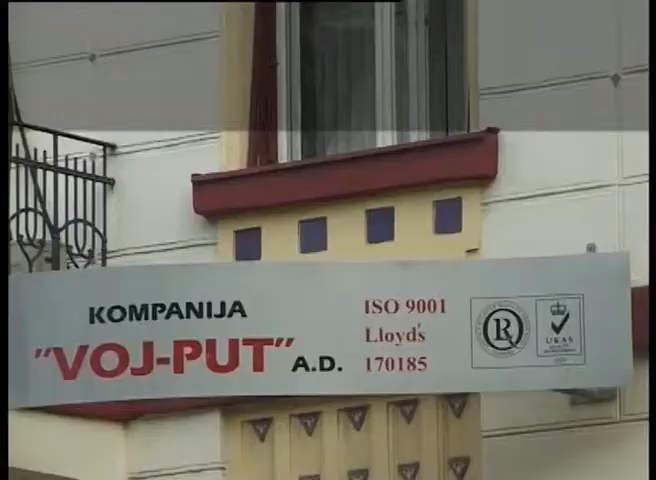 KOMPANIJA
"VOJ-PUT" A.D.
ISO 9001
Lloyd's
170185
R
UKAS